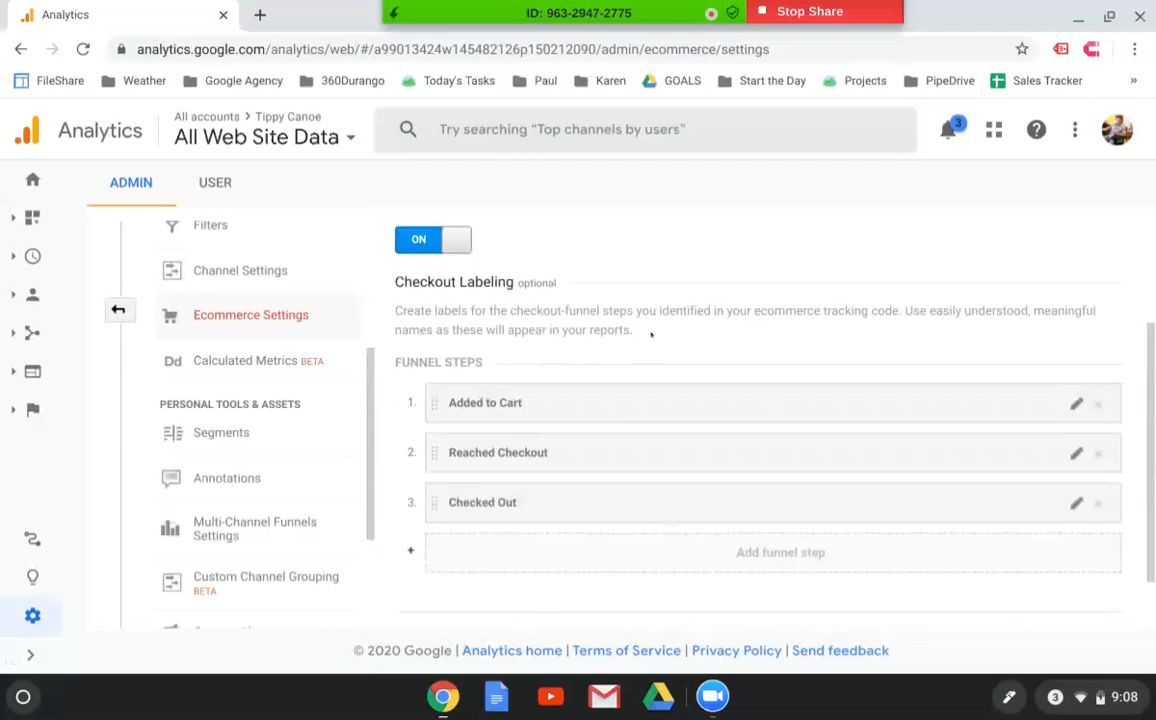 Analytics
ID: 963-2947-2775
Stop Share
analytics.google.com/analytics/web/#/a99013424w145482126p150212090/admin/ecommerce/settings
FileShare
Weather
Google Agency
360Durango
Today's Tasks
Paul
Karen
GOALS
Start the Day
Projects
PipeDrive
Sales Tracker
»
Analytics
All accounts > Tippy Canoe
All Web Site Data
Try searching “Top channels by users”
3
ADMIN
USER
Filters
Channel Settings
Ecommerce Settings
Dd Calculated Metrics BETA
PERSONAL TOOLS & ASSETS
Segments
Annotations
Multi-Channel Funnels
Settings
Custom Channel Grouping
BETA
ON
Checkout Labeling optional
Create labels for the checkout-funnel steps you identified in your ecommerce tracking code. Use easily understood, meaningful
names as these will appear in your reports.
FUNNEL STEPS
1. Added to Cart
2. Reached Checkout
3. Checked Out
+ Add funnel step
© 2020 Google | Analytics home | Terms of Service | Privacy Policy | Send feedback
3
9:08